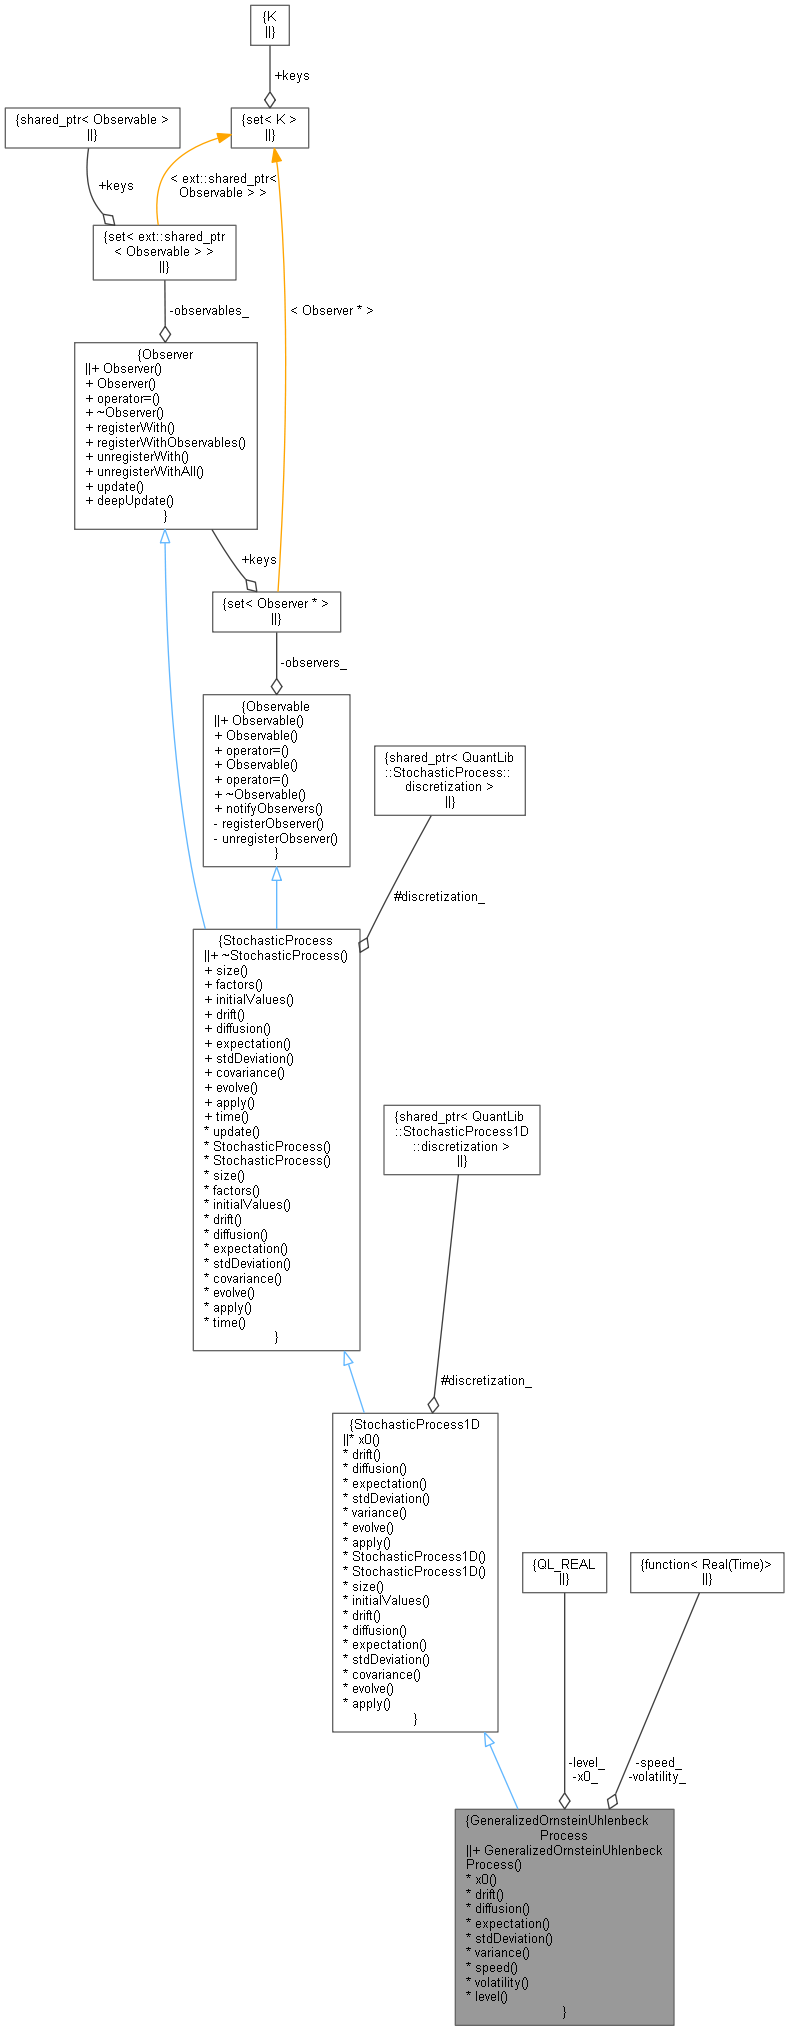 {K
||}
+keys
{shared_ptr< Observable >
||}
{set< K >
||}
+keys
< ext::shared_ptr<
Observable > >
{set< ext::shared_ptr
< Observable > >
||}
-observables_
< Observer * >
{Observer
||+ Observer()
+ Observer()
+ operator=()
+ ~Observer()
+ registerWith()
+ registerWithObservables()
+ unregisterWith()
+ unregisterWithAll()
+ update()
+ deepUpdate()
}
+keys
{set< Observer * >
||}
-observers_
{Observable
||+ Observable()
+ Observable()
+ operator=()
+ Observable()
+ operator=()
+ ~Observable()
+ notifyObservers()
- registerObserver()
- unregisterObserver()
}
{shared_ptr< QuantLib
::StochasticProcess::
discretization >
||}
#discretization_
{StochasticProcess
||+ ~StochasticProcess()
+ size()
+ factors()
+ initialValues()
+ drift()
+ diffusion()
+ expectation()
+ stdDeviation()
+ covariance()
+ evolve()
+ apply()
+ time()
* update()
* StochasticProcess()
* StochasticProcess()
* size()
* factors()
* initialValues()
* drift()
* diffusion()
* expectation()
* stdDeviation()
* covariance()
* evolve()
* apply()
* time()
}
{shared_ptr< QuantLib
::StochasticProcess1D
::discretization >
||}
#discretization_
{StochasticProcess1D
||* x0()
* drift()
* diffusion()
* expectation()
* stdDeviation()
* variance()
* evolve()
* apply()
* StochasticProcess1D()
* StochasticProcess1D()
* size()
* initialValues()
* drift()
* diffusion()
* expectation()
* stdDeviation()
* covariance()
* evolve()
* apply()
}
{QL_REAL
||}
{function< Real(Time)>
||}
-level_
-x0_
-speed_
-volatility_
{GeneralizedOrnsteinUhlenbeck
Process
||+ GeneralizedOrnsteinUhlenbeck
Process()
* x0()
* drift()
* diffusion()
* expectation()
* stdDeviation()
* variance()
* speed()
* volatility()
* level()
}